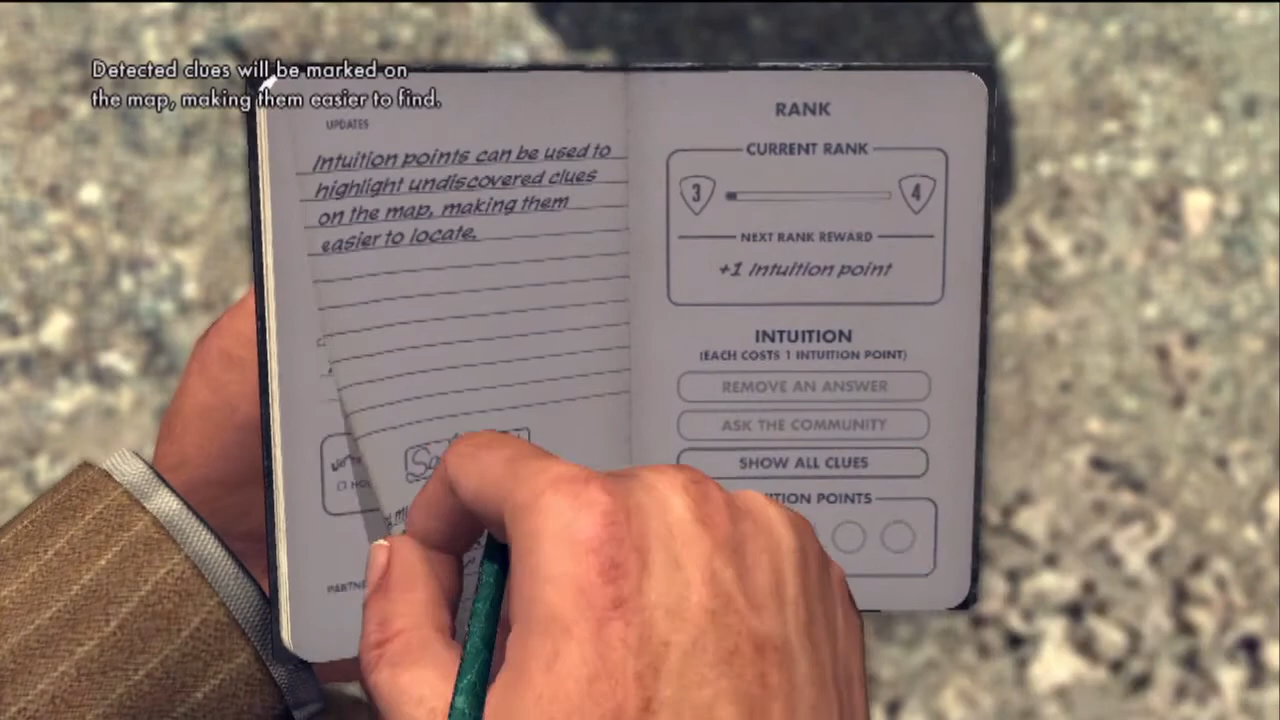 Detected clues will be marked on
the map, making them easier to find.
UPDATES
Intuition points can be used to
highlight undiscovered clues
on the map, making them
easier to locate.
RANK
CURRENT RANK
3
4
NEXT RANK REWARD
+1 Intuition point
INTUITION
(EACH COSTS 1 INTUITION POINT)
REMOVE AN ANSWER
ASK THE COMMUNITY
SHOW ALL CLUES
POINTS